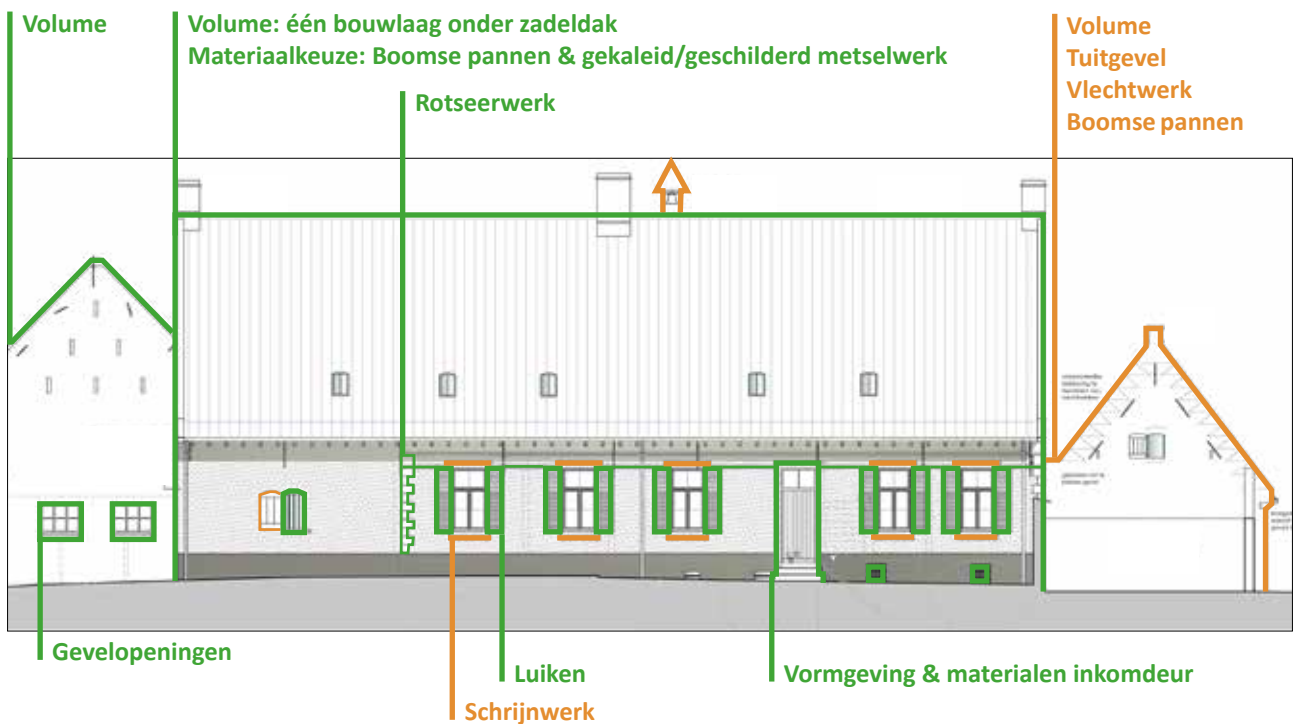 Volume
Volume: één bouwlaag onder zadeldak
Materiaalkeuze: Boomse pannen & gekaleid/geschilderd metselwerk
Rotseerwerk
Volume
Tuitgevel
Vlechtwerk
Boomse pannen
Gevelopeningen
Luiken
Schrijnwerk
Vormgeving & materialen inkomdeur